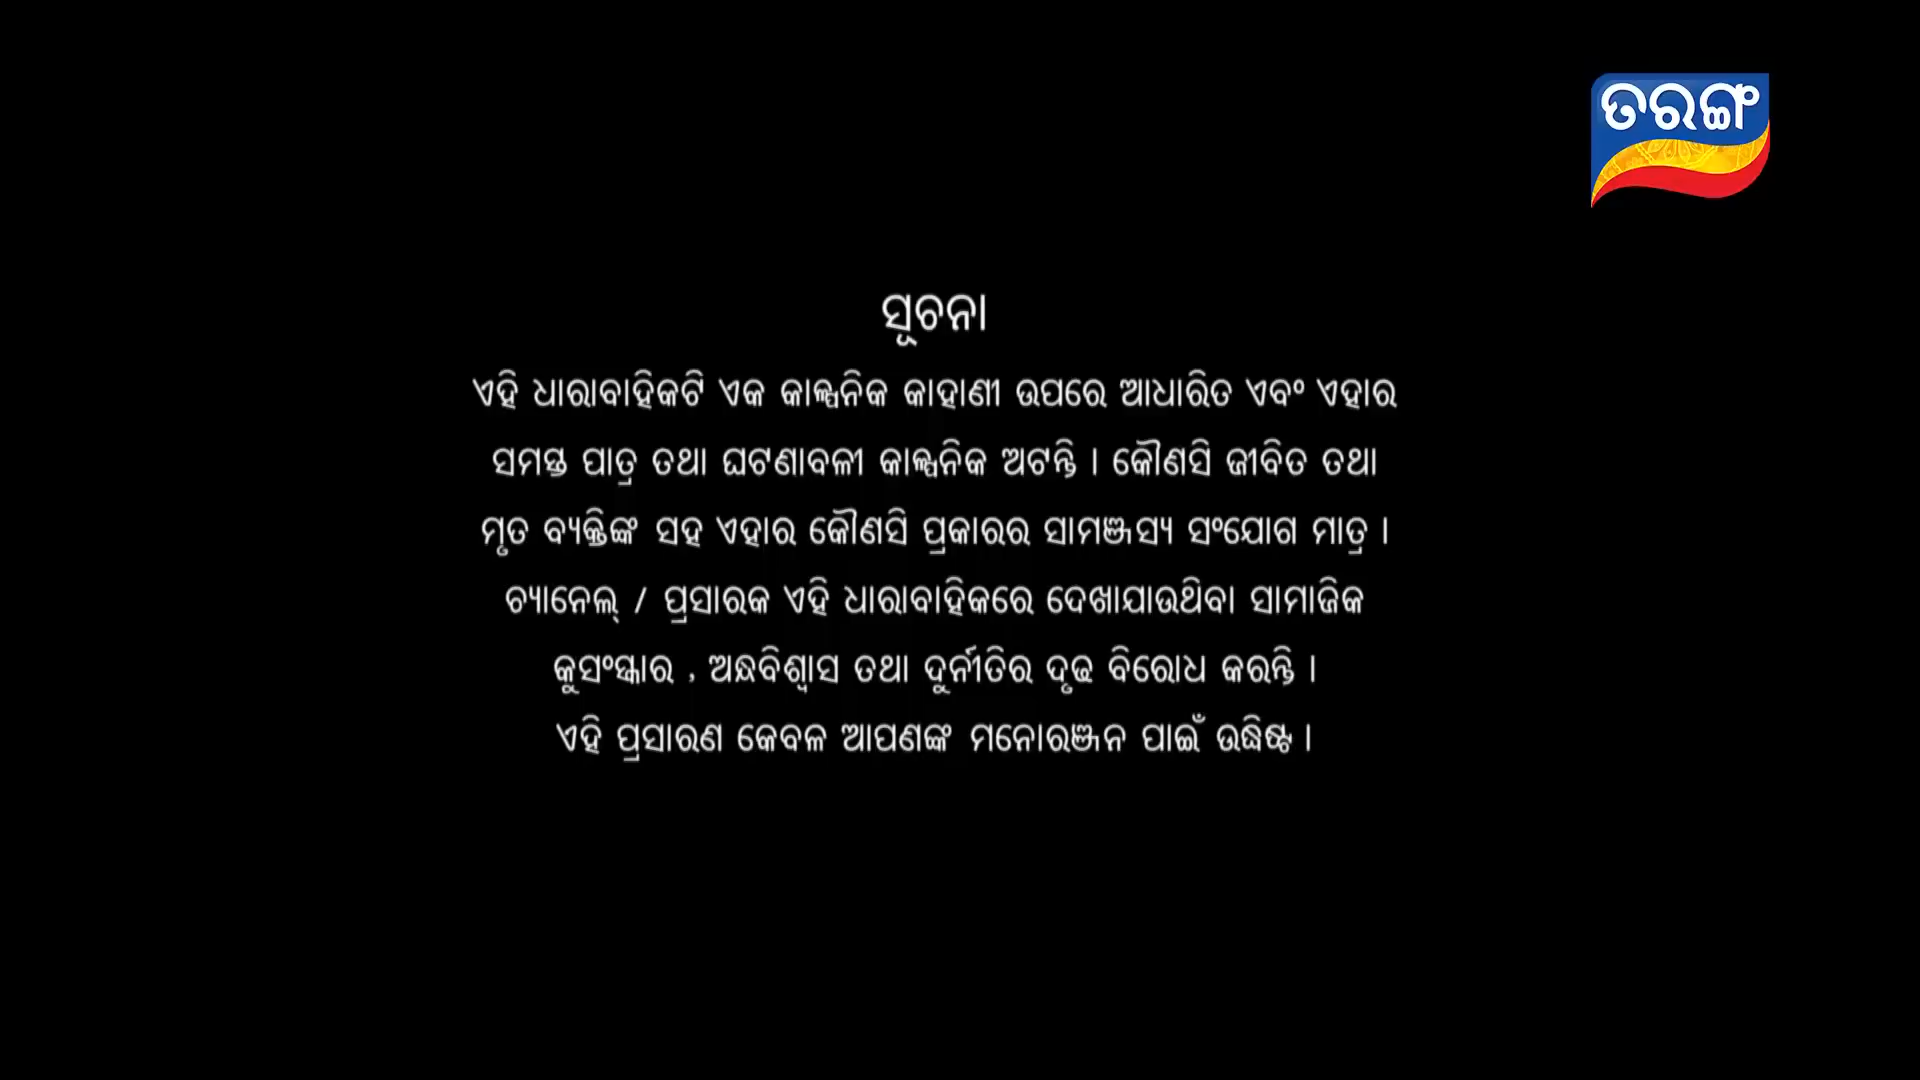 ତରଙ୍ଗ
ସୂଚନା
ଏହି ଧାରାବାହିକଟି ଏକ କାଳ୍ପନିକ କାହାଣୀ ଉପରେ ଆଧାରିତ ଏବଂ ଏହାର
ସମସ୍ତ ପାତ୍ର ତଥା ଘଟଣାବଳୀ କାଳ୍ପନିକ ଅଟନ୍ତି । କୌଣସି ଜୀବିତ ତଥା
ମୃତ ବ୍ୟକ୍ତିଙ୍କ ସହ ଏହାର କୌଣସି ପ୍ରକାରର ସାମଞ୍ଜସ୍ୟ ସଂଯୋଗ ମାତ୍ର ।
ଚ୍ୟାନେଲ୍ / ପ୍ରସାରକ ଏହି ଧାରାବାହିକରେ ଦେଖାଯାଉଥିବା ସାମାଜିକ
କୁସଂସ୍କାର , ଅନ୍ଧବିଶ୍ୱାସ ତଥା ଦୁର୍ନୀତିର ଦୃଢ ବିରୋଧ କରନ୍ତି ।
ଏହି ପ୍ରସାରଣ କେବଳ ଆପଣଙ୍କ ମନୋରଞ୍ଜନ ପାଇଁ ଉଦ୍ଧିଷ୍ଟ ।